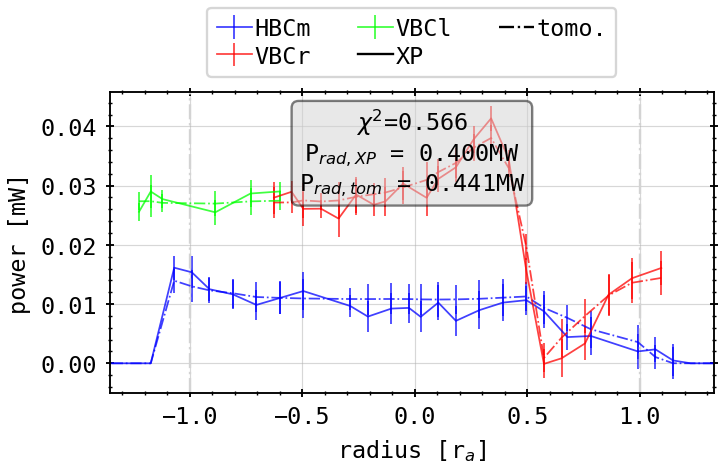 HBCm VBCl tomo.
VBCr XP
χ²=0.566
P_rad,XP = 0.400MW
P_rad,tom = 0.441MW
power [mW]
0.04
0.03
0.02
0.01
0.00
−1.0 −0.5 0.0 0.5 1.0
radius [r_a]